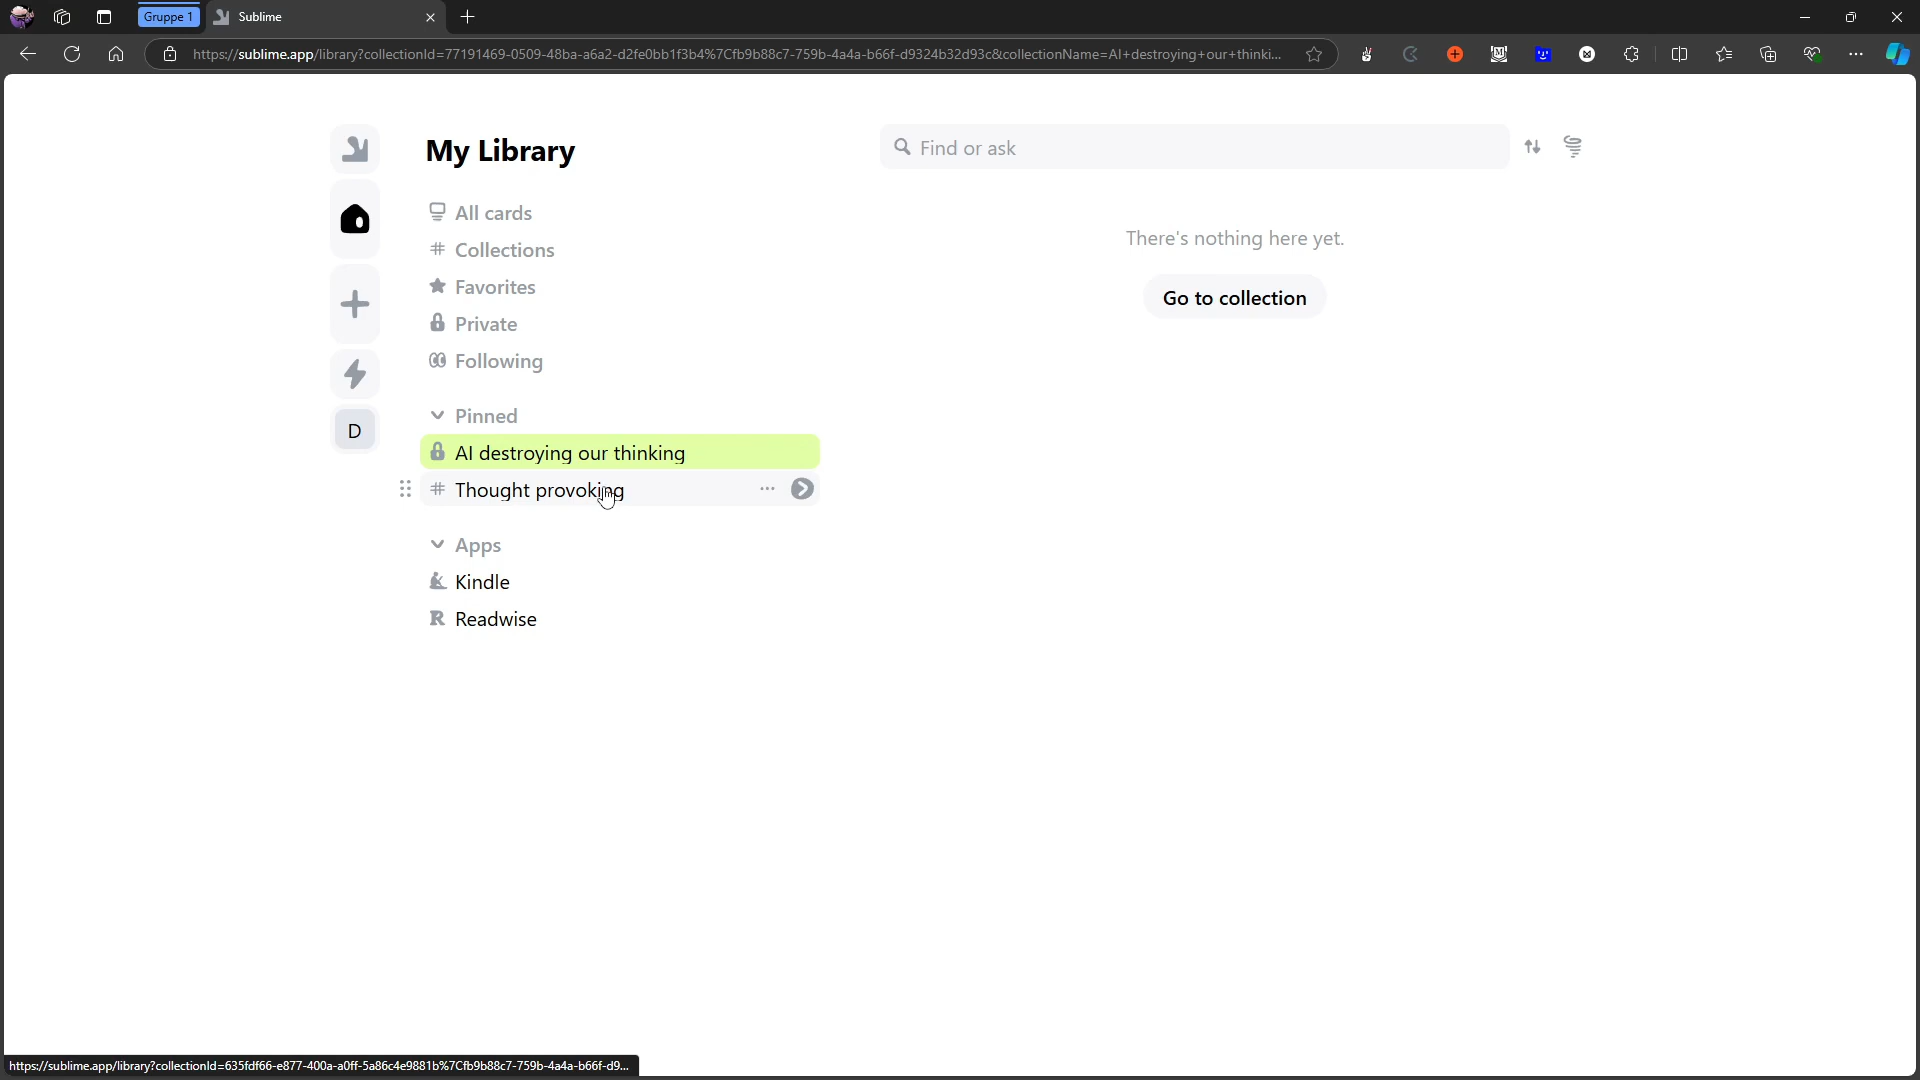 Gruppe 1
Sublime
https://sublime.app/library?collectionId=77191469-0509-48ba-a6a2-d2fe0bb1f3b4%7Cfb9b88c7-759b-4a4a-b66f-d9324b32d93c&collectionName=AI+destroying+our+thinki...
My Library
Find or ask
All cards
Collections
Favorites
Private
Following
There's nothing here yet.
Go to collection
Pinned
D
AI destroying our thinking
Thought provoking
Apps
Kindle
R Readwise
https://sublime.app/library?collectionId=635fdf66-e877-400a-a0ff-5a86c4e9881b%7Cfb9b88c7-759b-4a4a-b66f-d9...